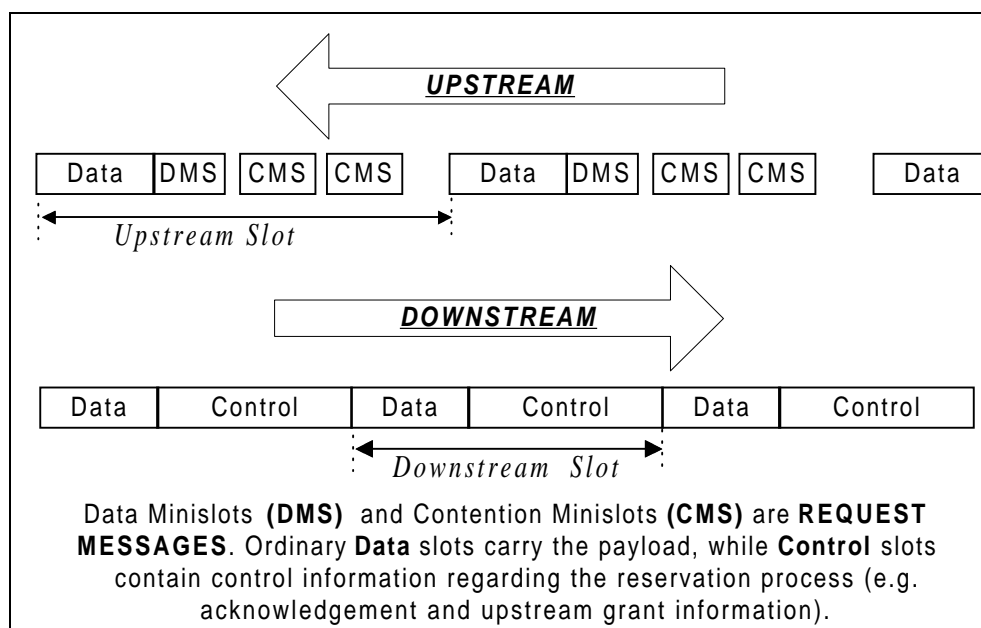 UPSTREAM
Data DMS CMS CMS Data DMS CMS CMS Data
Upstream Slot
DOWNSTREAM
Data Control Data Control Data Control
Downstream Slot
Data Minislots (DMS) and Contention Minislots (CMS) are REQUEST
MESSAGES. Ordinary Data slots carry the payload, while Control slots
contain control information regarding the reservation process (e.g.
acknowledgement and upstream grant information).